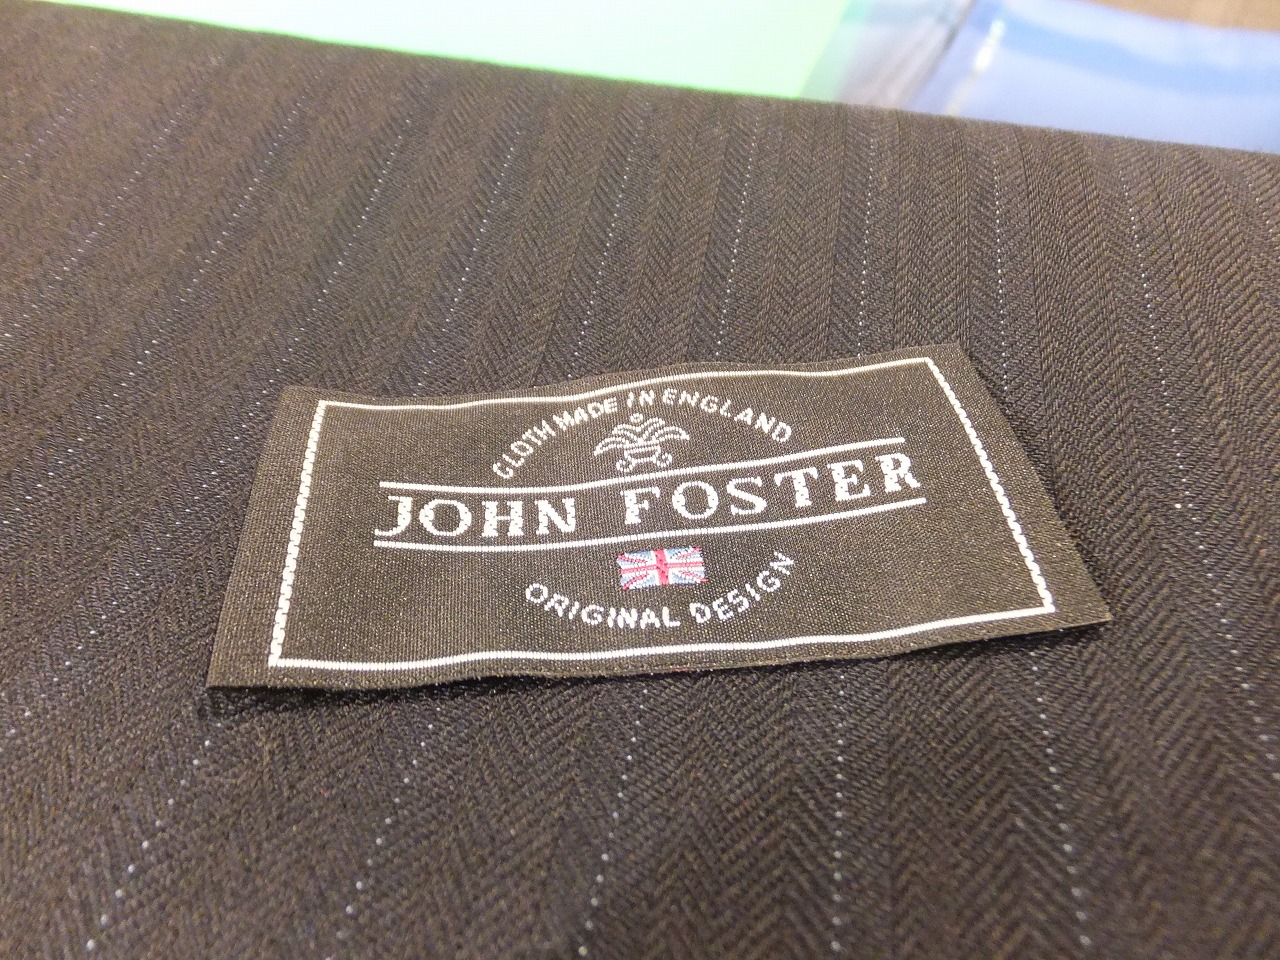 CLOTH MADE IN ENGLAND
JOHN FOSTER
ORIGINAL DESIGN